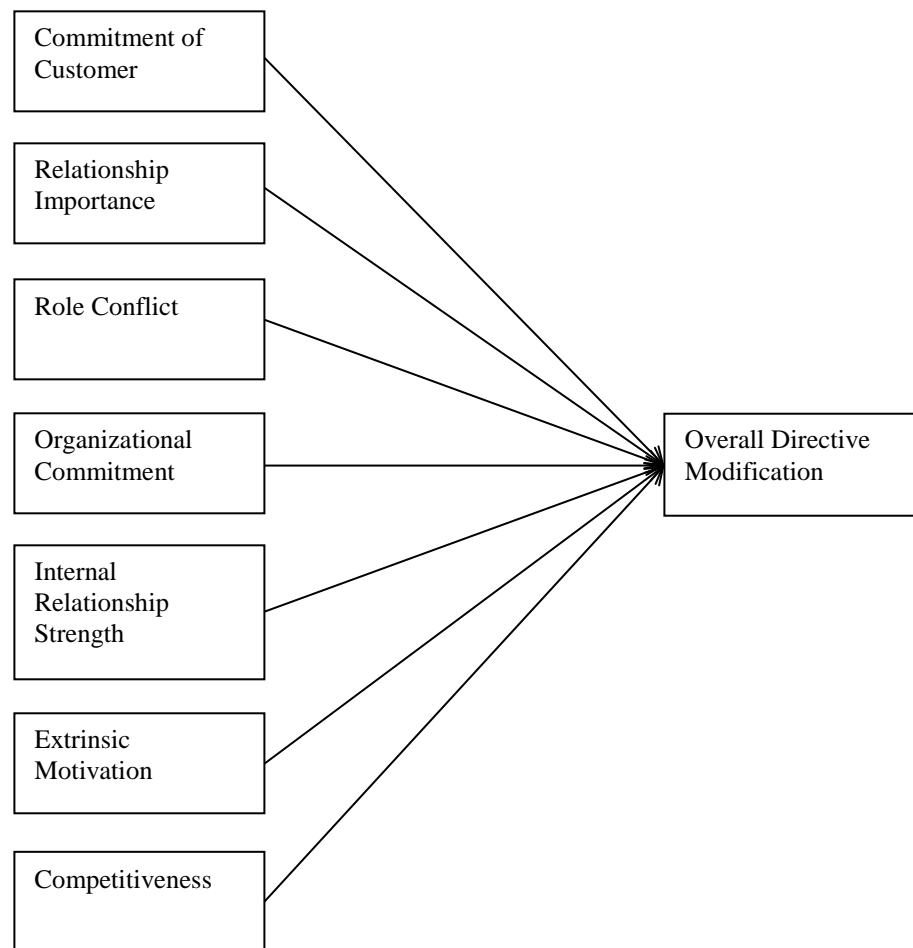 Commitment of
Customer
Relationship
Importance
Role Conflict
Organizational
Commitment
Overall Directive
Modification
Internal
Relationship
Strength
Extrinsic
Motivation
Competitiveness